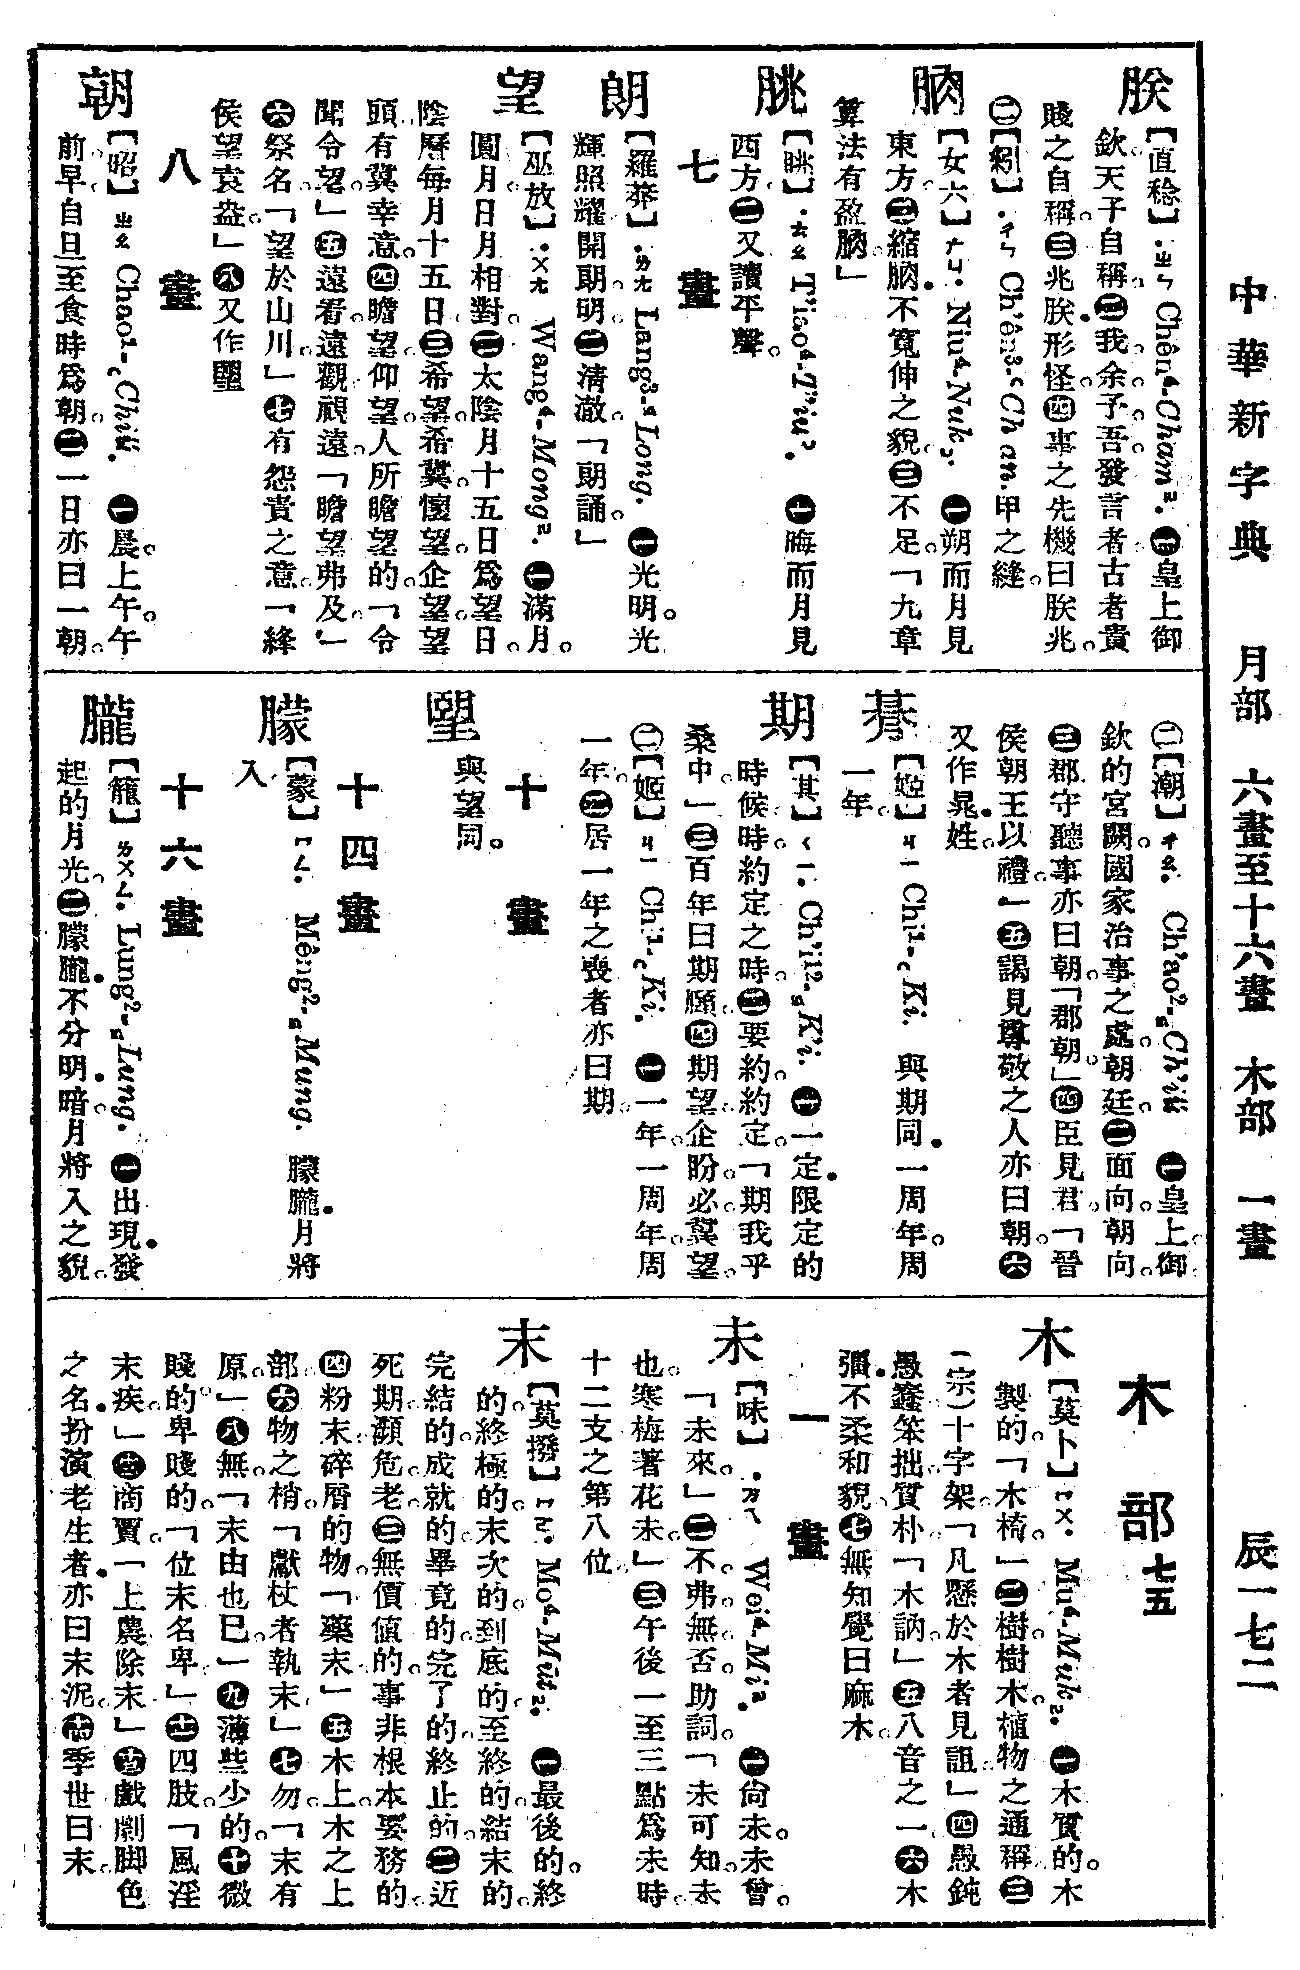 中華新字典 月部 六畫至十六畫 木部 一畫 辰一七二
朕
【直稔】·ㄓㄣ Chên⁴-Cham². ㊀皇上御
欽天子自稱。㊁我。余。予。吾。發言者。古者貴
賤之自稱。㊂兆朕形怪。㊃事之先機曰朕兆。
㊁【紖】·ㄔㄣ Ch'ên³-ᶜChan. 甲之縫。
朒
【女六】ㄋㄩ· Niu⁴-Nuk₂. ㊀朔而月見
東方。㊁縮朒不寬伸之貌。㊂不足。「九章
算法有盈朒」
朓
【眺】·ㄊㄠ T'iao⁴-T'iu³. ㊀晦而月見
西方。㊁又讀平聲。
七 畫
朗
【羅莽】·ㄌㄤ Lang³-Long. ㊀光明。光
輝照耀開朗。明。㊁清澈。「朗誦」
望
【巫放】·ㄨㄤ Wang⁴-Mong². ㊀滿月。
圓月。日月相對。㊁太陰月十五日爲望日。
陰曆每月十五日㊂希望。希冀。懷望。企望。望
頭有冀幸意。㊃瞻望。仰望。人所瞻望的。「令
聞令望」㊄遠看。遠觀視遠。「瞻望弗及」
㊅祭名。「望於山川」㊆有怨責之意。「絳
侯望袁盎」㊇又作朢
八 畫
朝
【昭】ㄓㄠ Chao¹-ᶜChiú. ㊀晨。上午。午
前早。自旦至食時爲朝。㊁一日亦曰一朝。
㊁【潮】ㄔㄠ. Ch'ao²-Ch'iú ㊀皇上御。
欽的宮闕。國家治事之處。朝廷。㊁面向。朝向。
㊂郡守聽事亦曰朝。「郡朝」㊃臣見君。「晉
侯朝王以禮」㊄謁見尊敬之人亦曰朝。㊅
又作鼂。姓。
朞
【姬】ㄐㄧ Chi¹-ᶜKi. 與期同。一周年。周
一年。
期
【其】ㄑㄧ. Ch'i¹²-K'i. ㊀一定。限定的
時候。時。約定之時。㊁要約。約定。「期我乎
桑中」㊂百年曰期頤。㊃期望。企盼。必冀望。
㊁【姬】ㄐㄧ Chi¹-ᶜKi. ㊀一年。一周年。周
一年。㊁居一年之喪者亦曰期。
十 畫
朢
與望同。
十四畫
朦
【蒙】ㄇㄥ. Mêng²-Mung. 朦朧。月將
入
十六畫
朧
【籠】ㄌㄨㄥ. Lung²-Lung. ㊀出現。發
起的月光。㊁朦朧。不分明。暗。月將入之貌。
木 部 七五
木
【莫卜】ㄇㄨ· Mu⁴-Muk₂. ㊀木質的。木
製的。「木椅」㊁樹。樹木。植物之通稱㊂
(宗)十字架。「凡懸於木者見詛」㊃愚鈍
愚蠢笨拙。質朴。「木訥」㊄八音之一㊅木
彊。不柔和貌。㊆無知覺曰麻木。
一 畫
未
【味】·ㄨㄟ Wei⁴-Mi². ㊀尙未。未曾。
「未來」㊁不。弗。無。否。助詞。「未可知。未
也。寒梅著花未」㊂午後一至三點爲未時。
十二支之第八位
末
【莫撥】ㄇㄛ· Mo⁴-Mút₂. ㊀最後的。終
的終極的。末次的。到底的。至終的。結末的
完結的。成就的。畢竟的。完了的。終止的。㊁近
死期。顏危。老㊂無價値的。事非根本要務的
㊃粉末。碎屑的物。「藥末」㊄木上。木之上
部。㊅物之梢。「獻杖者執末」㊆勿。「末有
原」㊇無。「末由也已」㊈薄。些少的。㊉微
賤的。卑賤的。「位末名卑」㊉㊀四肢。「風淫
末疾」㊉㊁商賈。「上農除末」㊉㊂戲劇脚色
之名。扮演老生者。亦曰末泥。㊉㊃季世曰末。